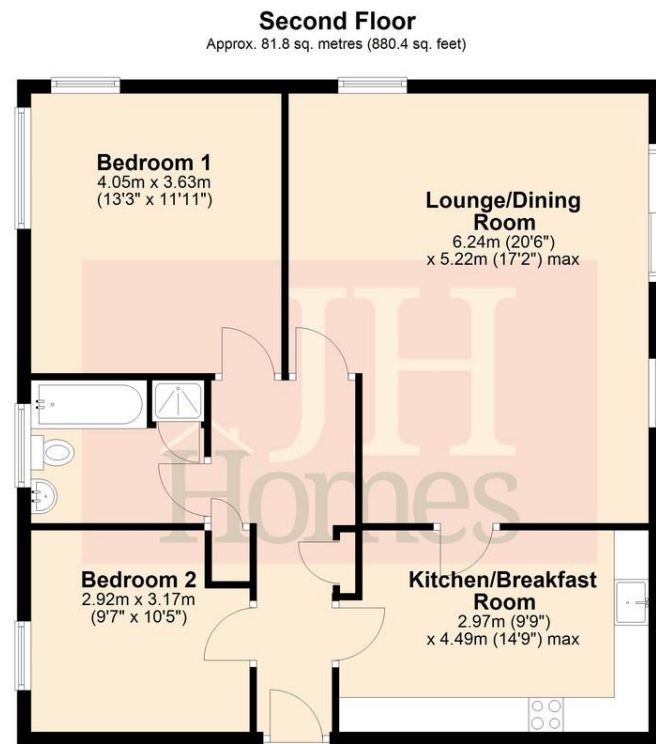 Second Floor
Approx. 81.8 sq. metres (880.4 sq. feet)
Bedroom 1
4.05m x 3.63m
(13'3" x 11'11")
Lounge/Dining
Room
6.24m (20'6")
x 5.22m (17'2") max
JH
Homes
Bedroom 2
2.92m x 3.17m
(9'7" x 10'5")
Kitchen/Breakfast
Room
2.97m (9'9")
x 4.49m (14'9") max